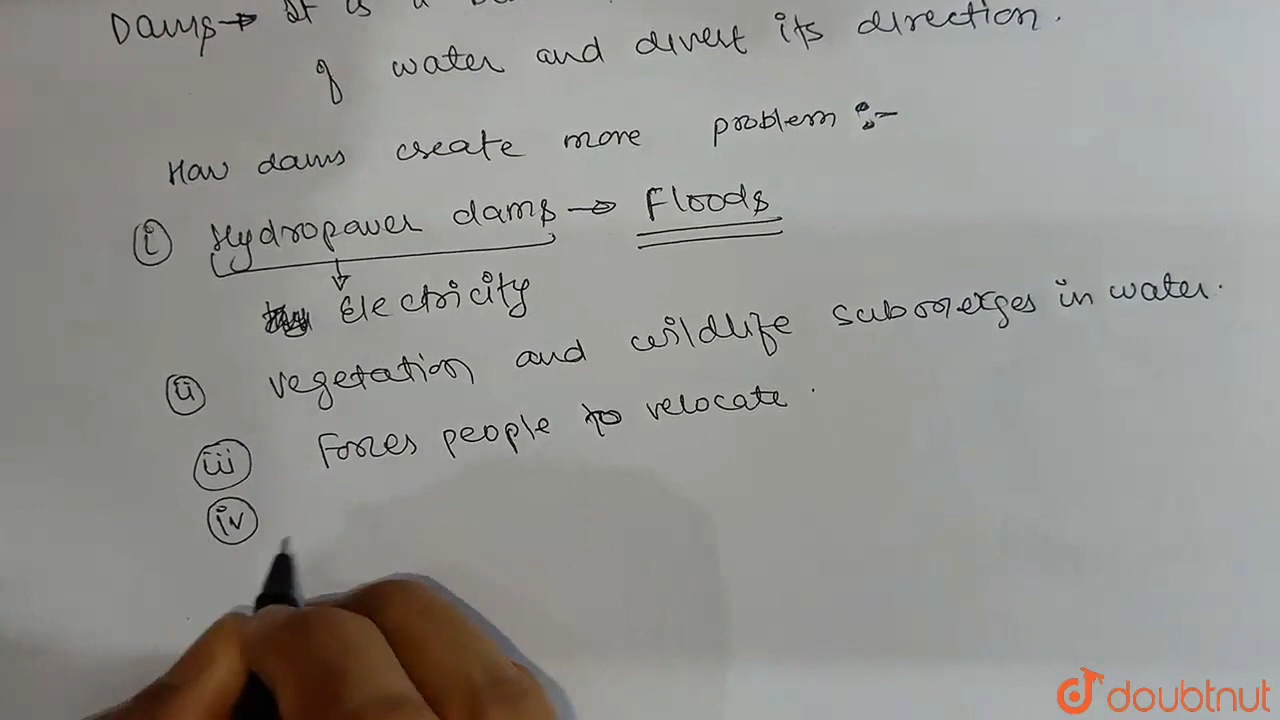 Dams → It is a
of water and divert its direction.
How dams create more problem :-
(i) Hydropower dams → Floods
Electricity
(ii) vegetation and wildlife submerges in water.
(iii) Forces people to relocate.
(iv)
doubtnut